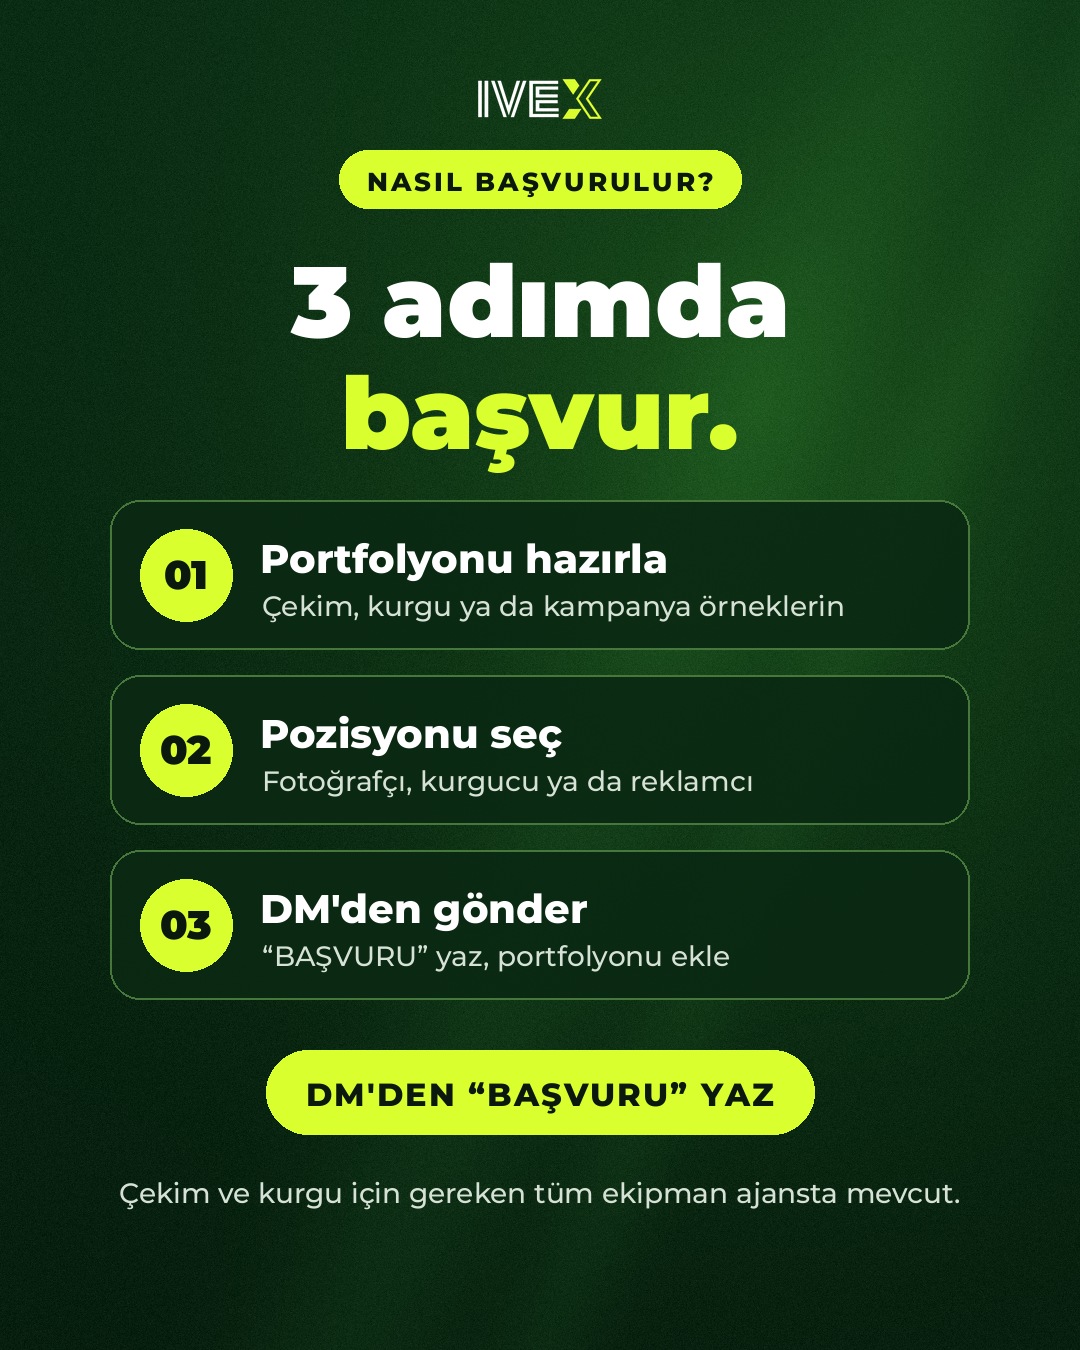 IVEX
NASIL BAŞVURULUR?
3 adımda
başvur.
01
Portfolyonu hazırla
Çekim, kurgu ya da kampanya örneklerin
02
Pozisyonu seç
Fotoğrafçı, kurgucu ya da reklamcı
03
DM'den gönder
“BAŞVURU” yaz, portfolyonu ekle
DM'DEN “BAŞVURU” YAZ
Çekim ve kurgu için gereken tüm ekipman ajansta mevcut.